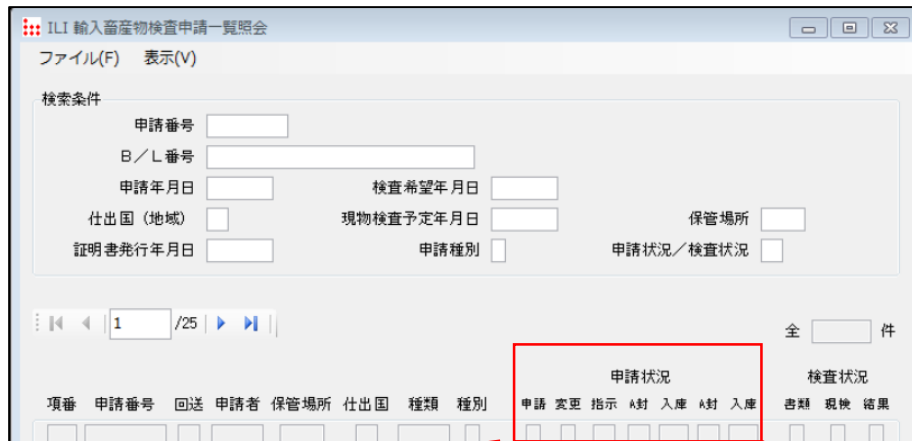 ILI 輸入畜産物検査申請一覧照会
ファイル(F) 表示(V)
検索条件
申請番号
B/L番号
申請年月日 検査希望年月日
仕出国(地域) 現物検査予定年月日 保管場所
証明書発行年月日 申請種別 申請状況/検査状況
1 /25
全 件
申請状況 検査状況
項番 申請番号 回送 申請者 保管場所 仕出国 種類 種別 申請 変更 指示 A封 入庫 A封 入庫 書類 現検 結果